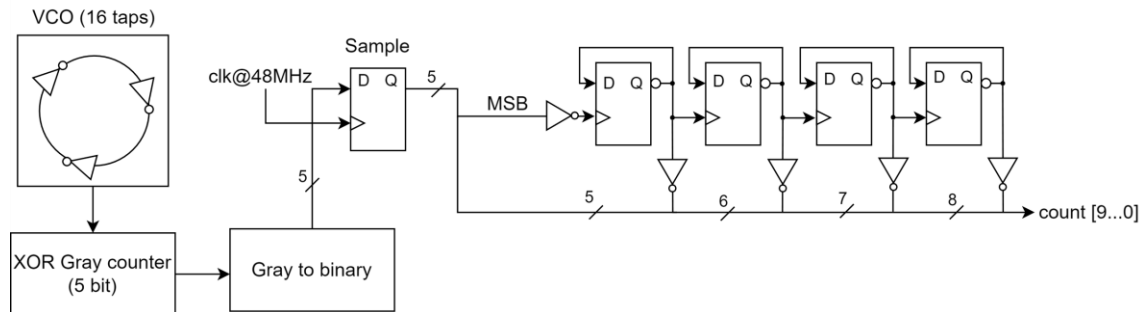 VCO (16 taps)
Sample
clk@48MHz
D Q
5
MSB
D Q
D Q
D Q
D Q
5
5
6
7
8
count [9...0]
XOR Gray counter
(5 bit)
Gray to binary